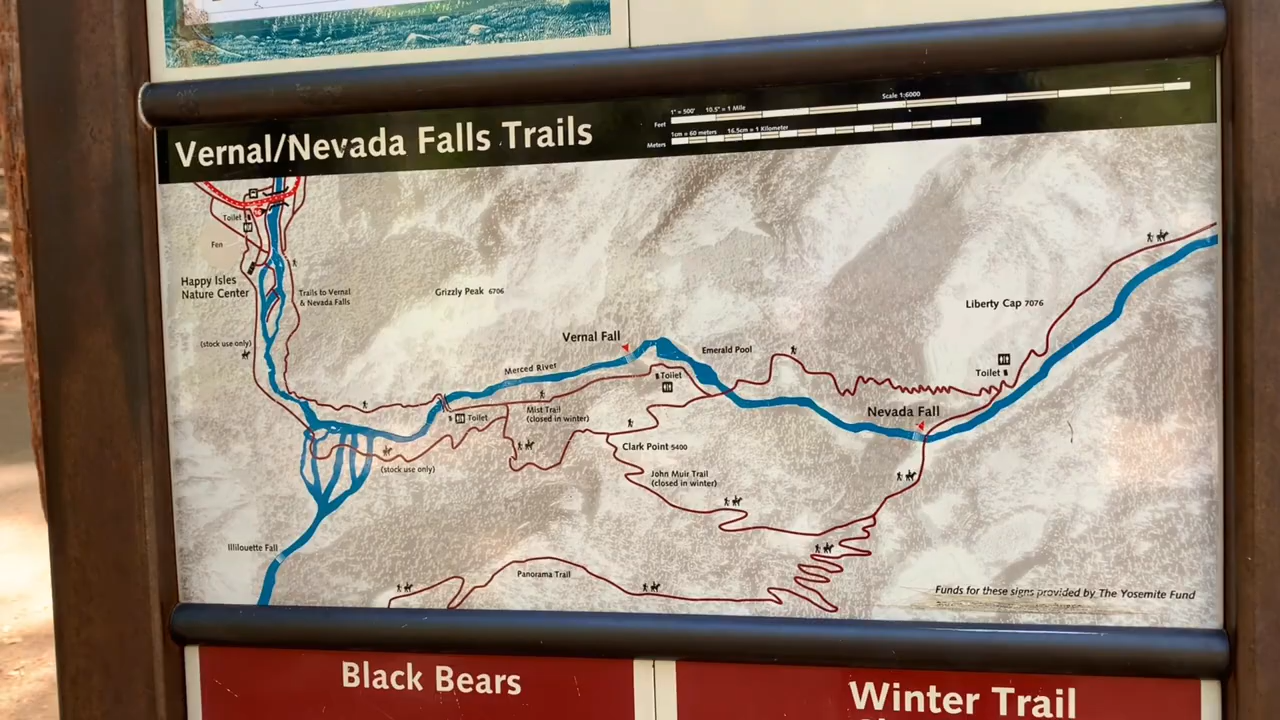 Vernal/Nevada Falls Trails
Scale 1:6000
1" = 500' 10.5" = 1 Mile
Feet
1cm = 60 meters 16.5cm = 1 Kilometer
Meters
Toilet
Fen
Happy Isles
Nature Center
Trails to Vernal
& Nevada Falls
Grizzly Peak 6706
Liberty Cap 7076
(stock use only)
Vernal Fall
Emerald Pool
Merced River
Toilet
Toilet
Mist Trail
(closed in winter)
Toilet
Nevada Fall
Clark Point 5400
(stock use only)
John Muir Trail
(closed in winter)
Illilouette Fall
Panorama Trail
Funds for these signs provided by The Yosemite Fund
Black Bears
Winter Trail